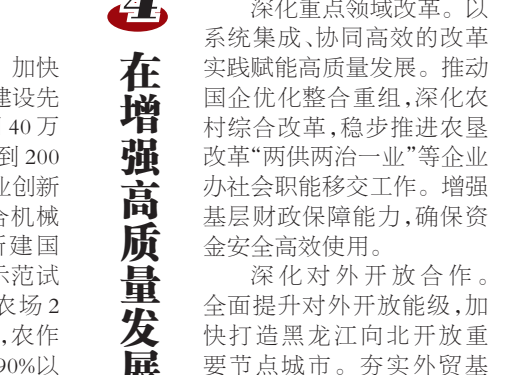 加快
建设先
40万
到200
业创新
合机械
新建国
示范试
农场2
,农作
90%以
4
在增强高质量发展
深化重点领域改革。以
系统集成、协同高效的改革
实践赋能高质量发展。推动
国企优化整合重组,深化农
村综合改革,稳步推进农垦
改革“两供两治一业”等企业
办社会职能移交工作。增强
基层财政保障能力,确保资
金安全高效使用。
深化对外开放合作。
全面提升对外开放能级,加
快打造黑龙江向北开放重
要节点城市。夯实外贸基